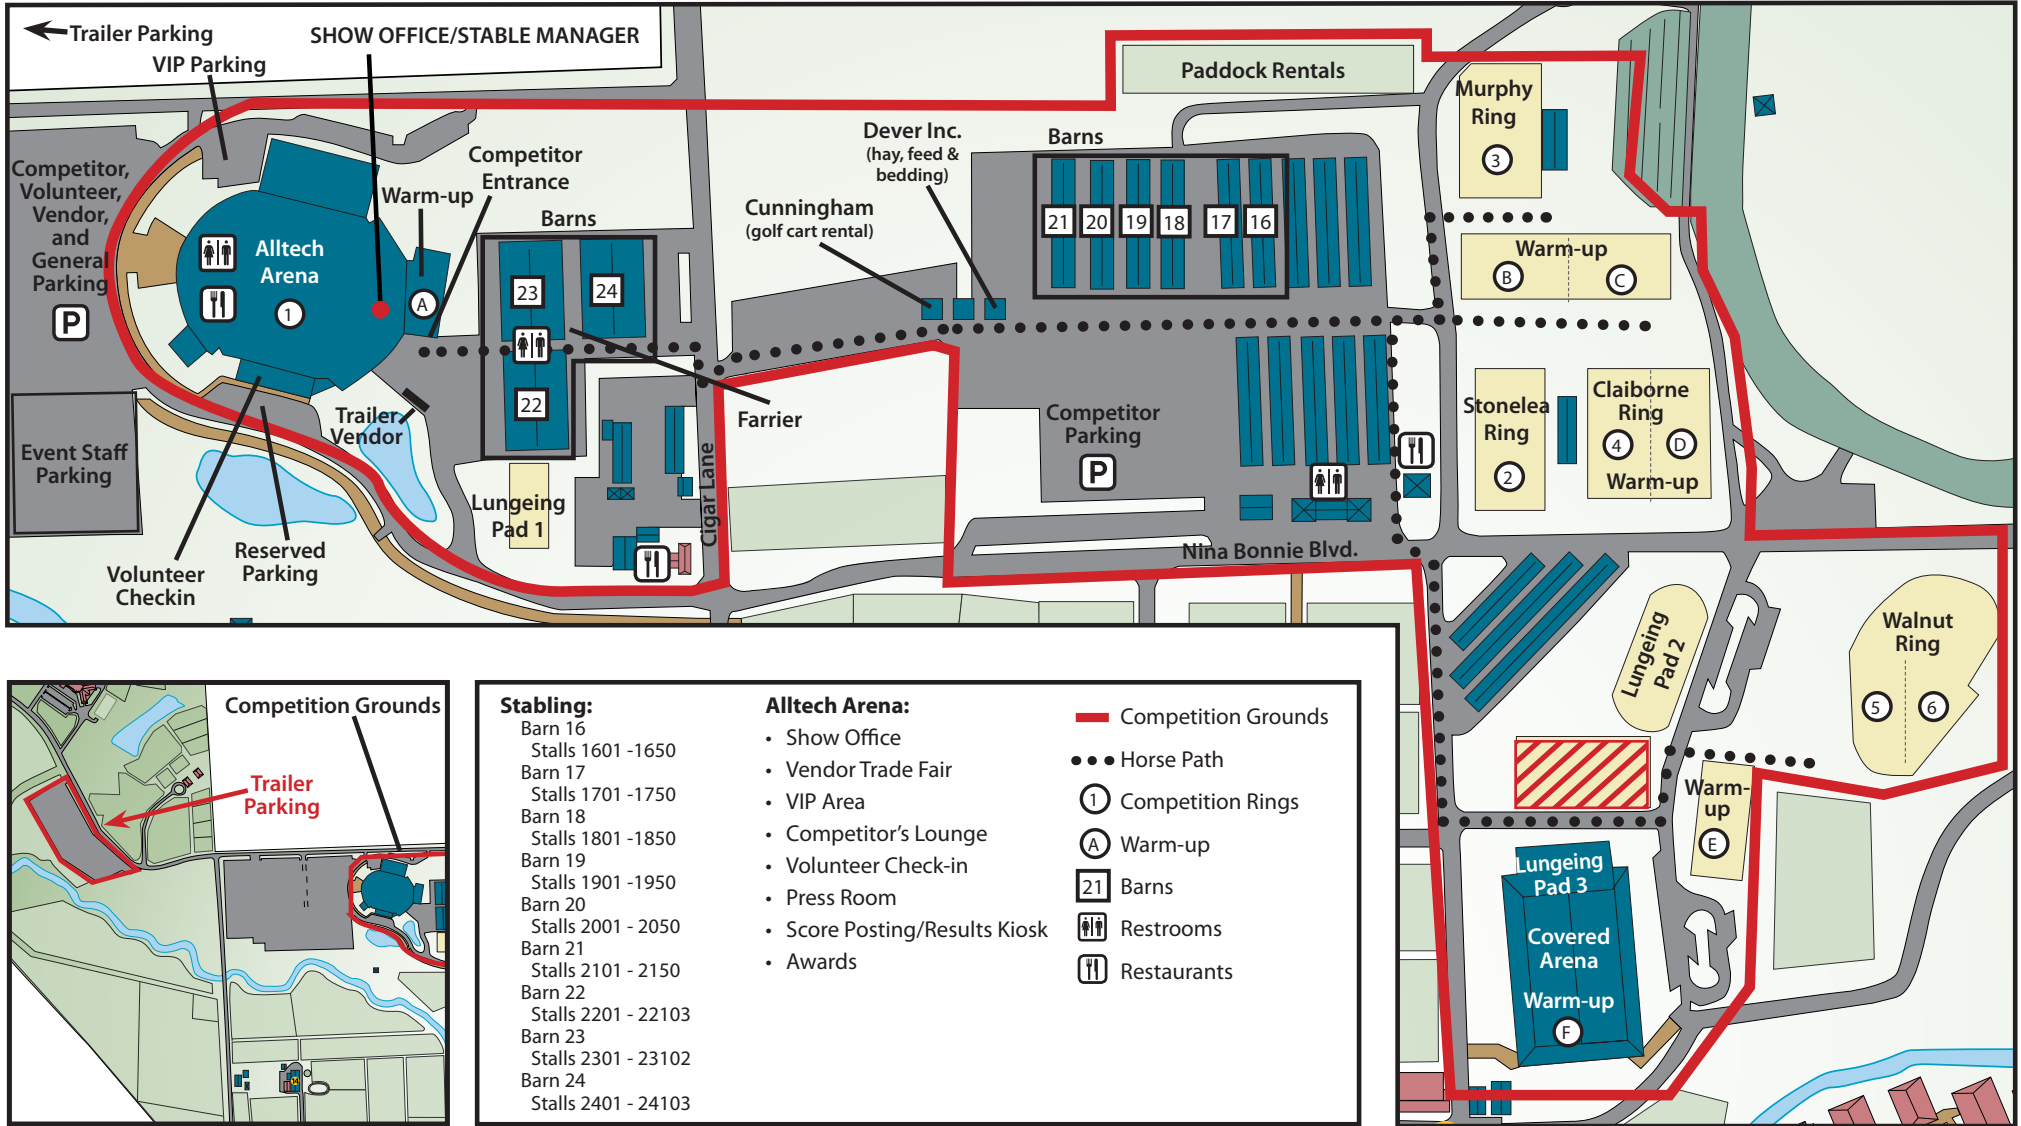 Trailer Parking
VIP Parking
SHOW OFFICE/STABLE MANAGER
Competitor,
Volunteer,
Vendor,
and
General
Parking
P
Event Staff
Parking
Alltech
Arena
1
Warm-up
A
Competitor
Entrance
Barns
23
24
22
Trailer
Vendor
Volunteer
Checkin
Reserved
Parking
Lungeing
Pad 1
Farrier
Cigar Lane
Cunningham
(golf cart rental)
Dever Inc.
(hay, feed &
bedding)
Barns
21
20
19
18
17
16
Paddock Rentals
Competitor
Parking
P
Nina Bonnie Blvd.
Murphy
Ring
3
Warm-up
B
C
Stonelea
Ring
2
Claiborne
Ring
4
D
Warm-up
Lungeing
Pad 2
Walnut
Ring
5
6
Warm-
up
E
Lungeing
Pad 3
Covered
Arena
Warm-up
F
Competition Grounds
Trailer
Parking
14
Stabling:
Barn 16
Stalls 1601 -1650
Barn 17
Stalls 1701 -1750
Barn 18
Stalls 1801 -1850
Barn 19
Stalls 1901 -1950
Barn 20
Stalls 2001 - 2050
Barn 21
Stalls 2101 - 2150
Barn 22
Stalls 2201 - 22103
Barn 23
Stalls 2301 - 23102
Barn 24
Stalls 2401 - 24103
Alltech Arena:
• Show Office
• Vendor Trade Fair
• VIP Area
• Competitor's Lounge
• Volunteer Check-in
• Press Room
• Score Posting/Results Kiosk
• Awards
Competition Grounds
Horse Path
1 Competition Rings
A Warm-up
21 Barns
Restrooms
Restaurants